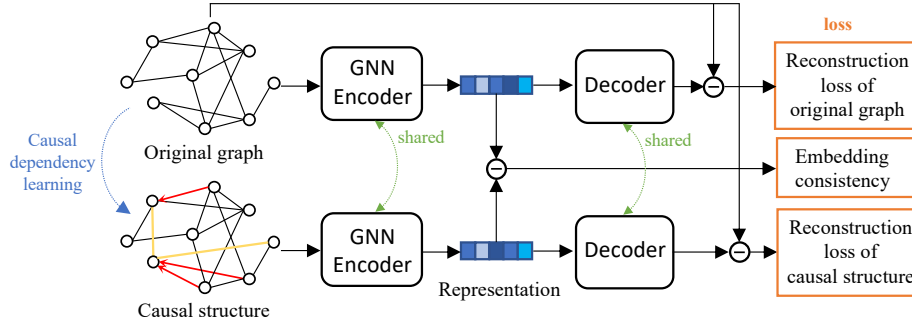 loss
GNN
Encoder
Decoder
Reconstruction
loss of
original graph
shared
shared
Causal
dependency
learning
Original graph
Embedding
consistency
GNN
Encoder
Decoder
Reconstruction
loss of
causal structure
Representation
Causal structure